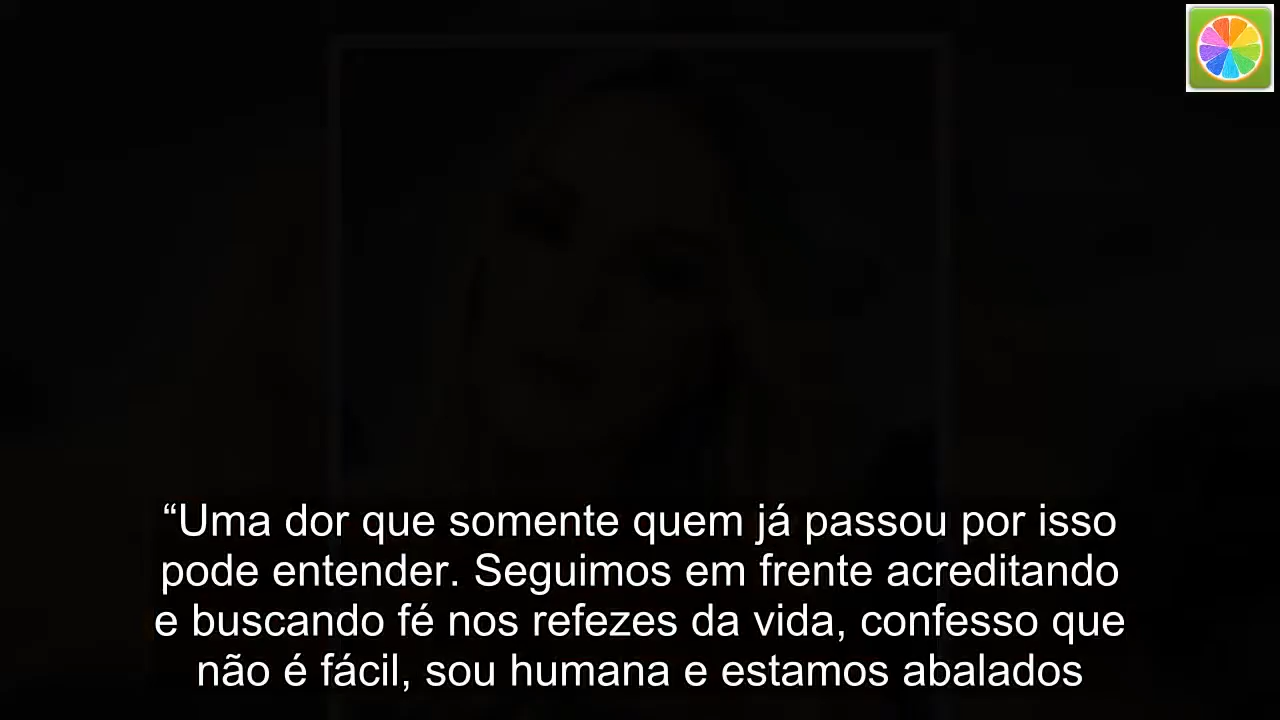 “Uma dor que somente quem já passou por isso
pode entender. Seguimos em frente acreditando
e buscando fé nos refezes da vida, confesso que
não é fácil, sou humana e estamos abalados